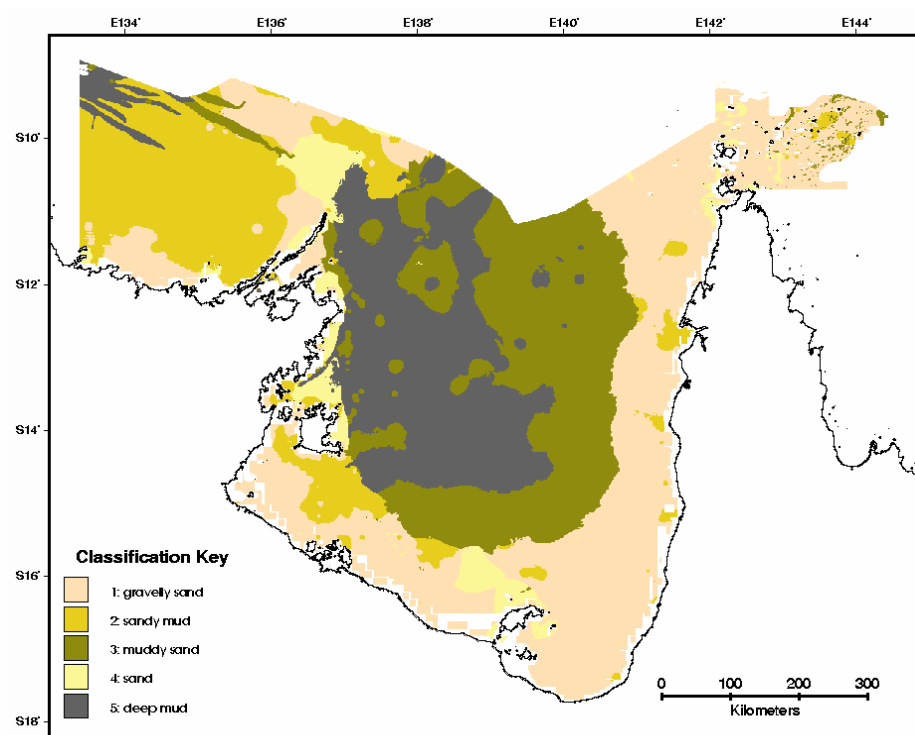 E134° E136° E138° E140° E142° E144°
S10°
S12°
S14°
S16°
S18°
Classification Key
1: gravelly sand
2: sandy mud
3: muddy sand
4: sand
5: deep mud
0 100 200 300
Kilometers